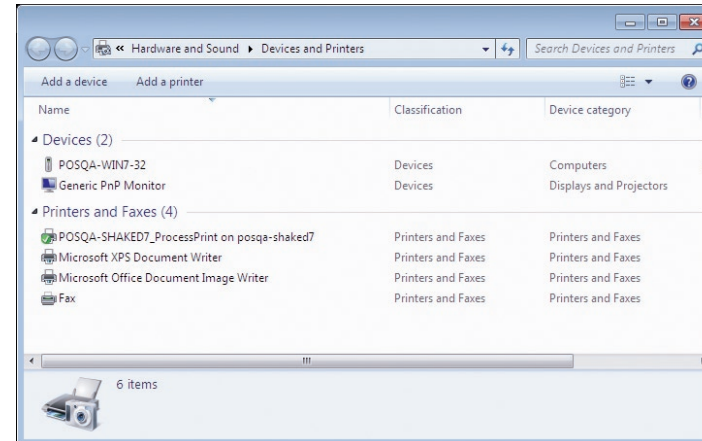 « Hardware and Sound ▸ Devices and Printers Search Devices and Printers
Add a device Add a printer
Name Classification Device category
Devices (2)
POSQA-WIN7-32 Devices Computers
Generic PnP Monitor Devices Displays and Projectors
Printers and Faxes (4)
POSQA-SHAKED7_ProcessPrint on posqa-shaked7 Printers and Faxes Printers and Faxes
Microsoft XPS Document Writer Printers and Faxes Printers and Faxes
Microsoft Office Document Image Writer Printers and Faxes Printers and Faxes
Fax Printers and Faxes Printers and Faxes
6 items